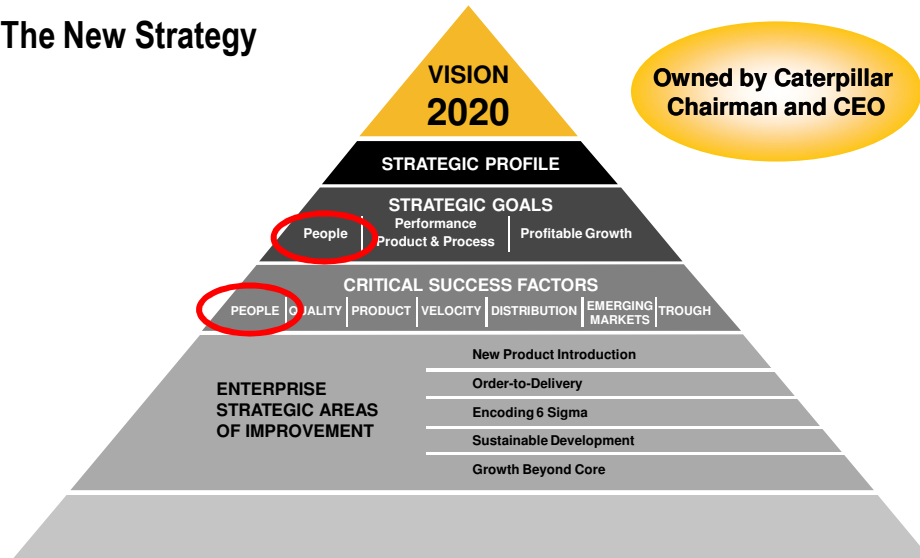 The New Strategy
VISION
2020
Owned by Caterpillar
Chairman and CEO
STRATEGIC PROFILE
STRATEGIC GOALS
People
Performance
Product & Process
Profitable Growth
CRITICAL SUCCESS FACTORS
PEOPLE
QUALITY
PRODUCT
VELOCITY
DISTRIBUTION
EMERGING
MARKETS
TROUGH
ENTERPRISE
STRATEGIC AREAS
OF IMPROVEMENT
New Product Introduction
Order-to-Delivery
Encoding 6 Sigma
Sustainable Development
Growth Beyond Core